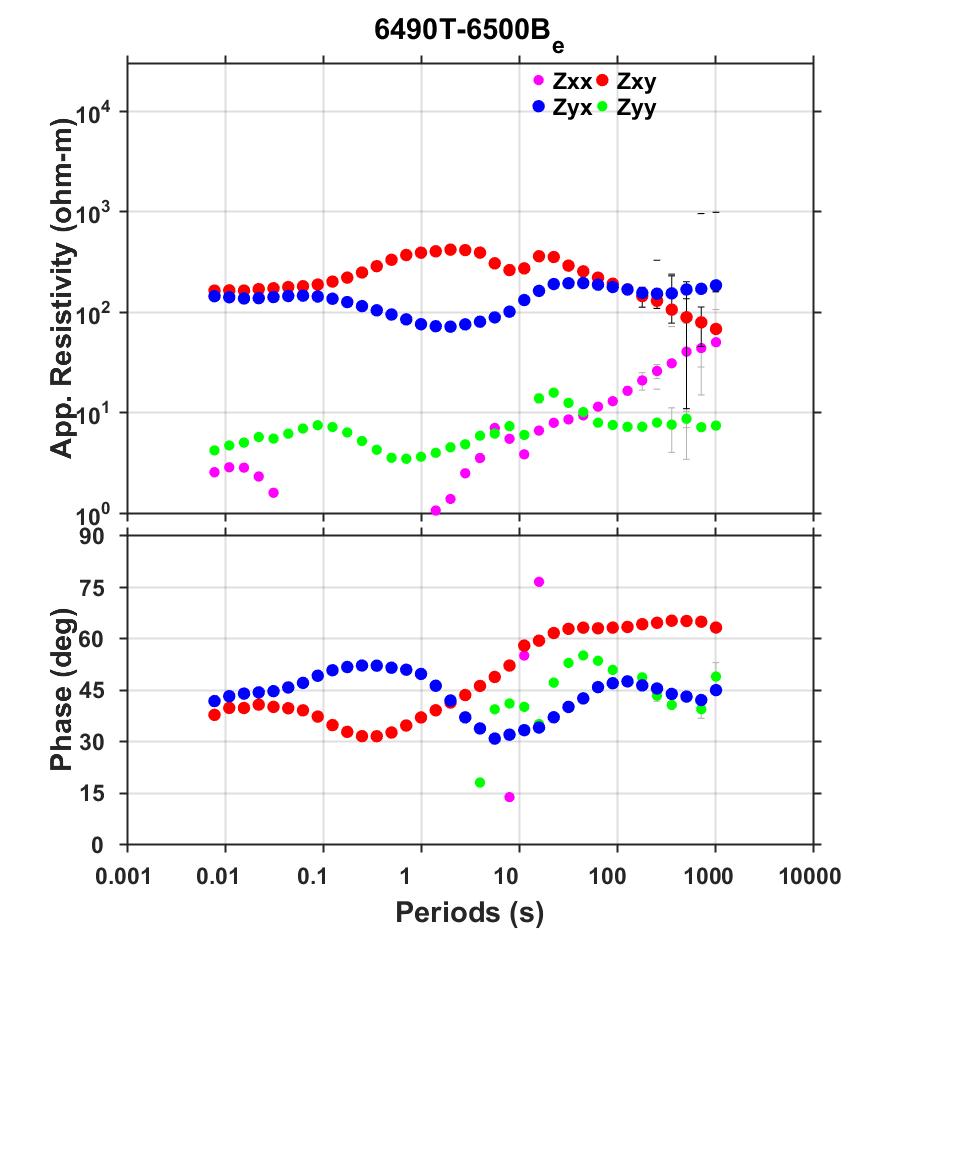 6490T-6500Be
Zxx Zxy
Zyx Zyy
App. Resistivity (ohm-m)
10^4
10^3
10^2
10^1
10^0
Phase (deg)
90
75
60
45
30
15
0
0.001 0.01 0.1 1 10 100 1000 10000
Periods (s)